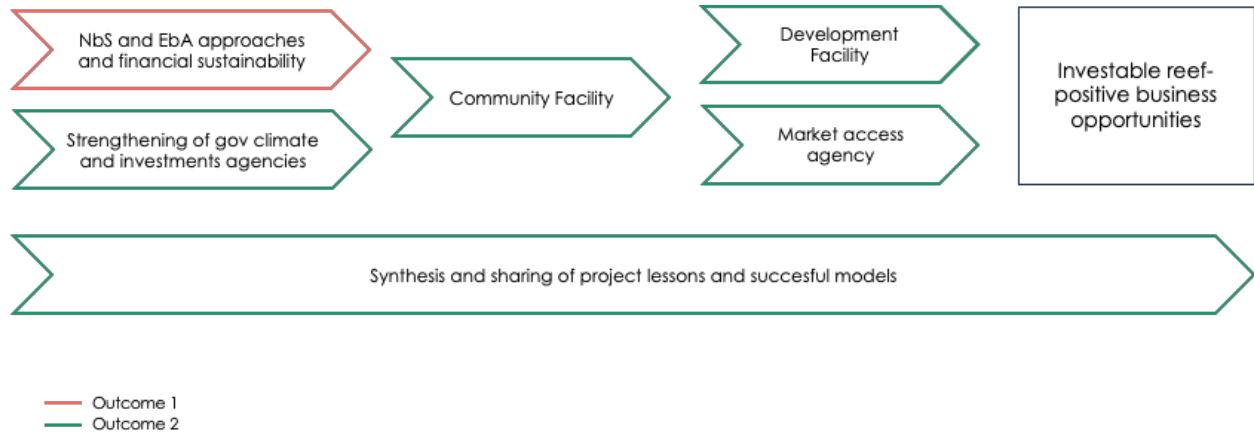 NbS and EbA approaches
and financial sustainability
Strengthening of gov climate
and investments agencies
Community Facility
Development
Facility
Market access
agency
Investable reef-
positive business
opportunities
Synthesis and sharing of project lessons and succesful models
Outcome 1
Outcome 2